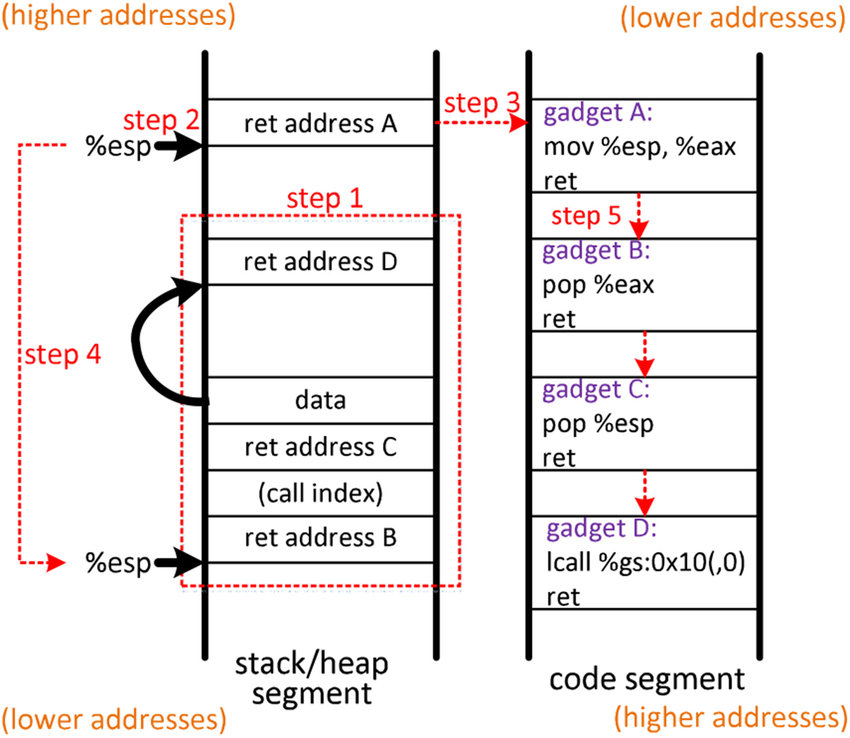 (higher addresses)
(lower addresses)
step 2
%esp
ret address A
step 3
gadget A:
mov %esp, %eax
ret
step 1
step 5
ret address D
gadget B:
pop %eax
ret
step 4
data
ret address C
(call index)
ret address B
%esp
gadget C:
pop %esp
ret
gadget D:
lcall %gs:0x10(,0)
ret
stack/heap
segment
code segment
(lower addresses)
(higher addresses)